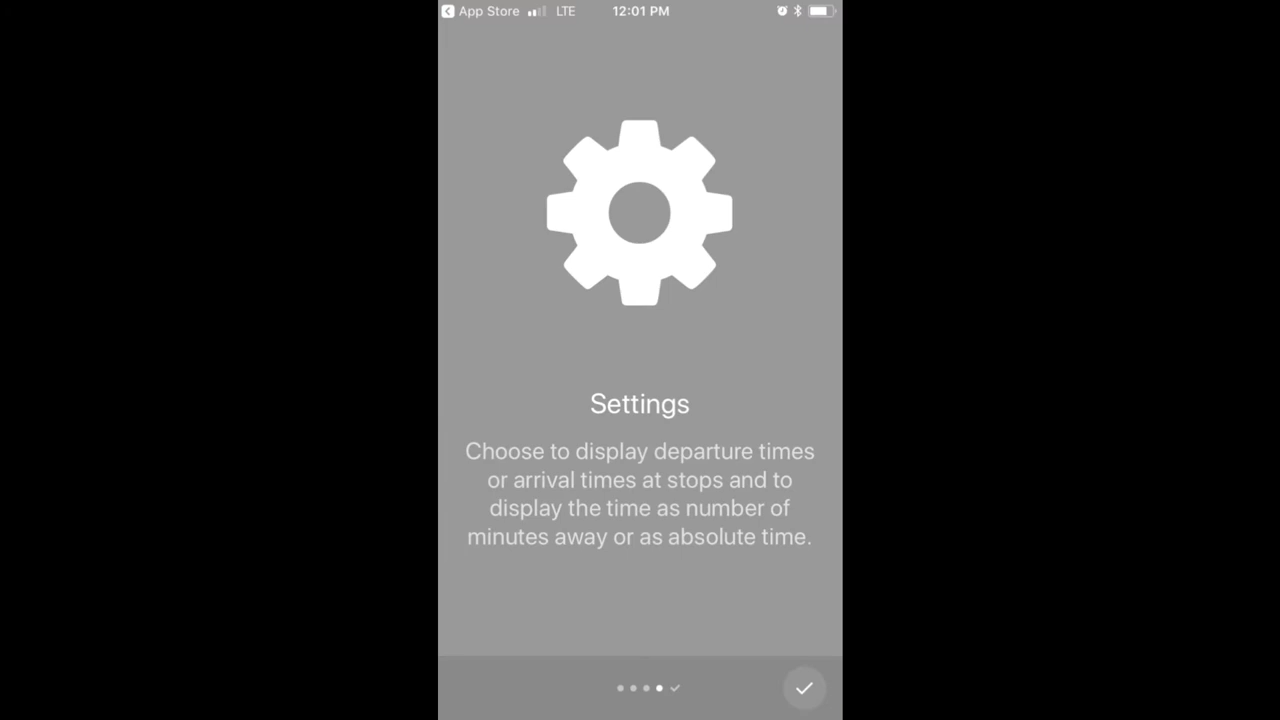 App Store LTE 12:01 PM
Settings
Choose to display departure times
or arrival times at stops and to
display the time as number of
minutes away or as absolute time.